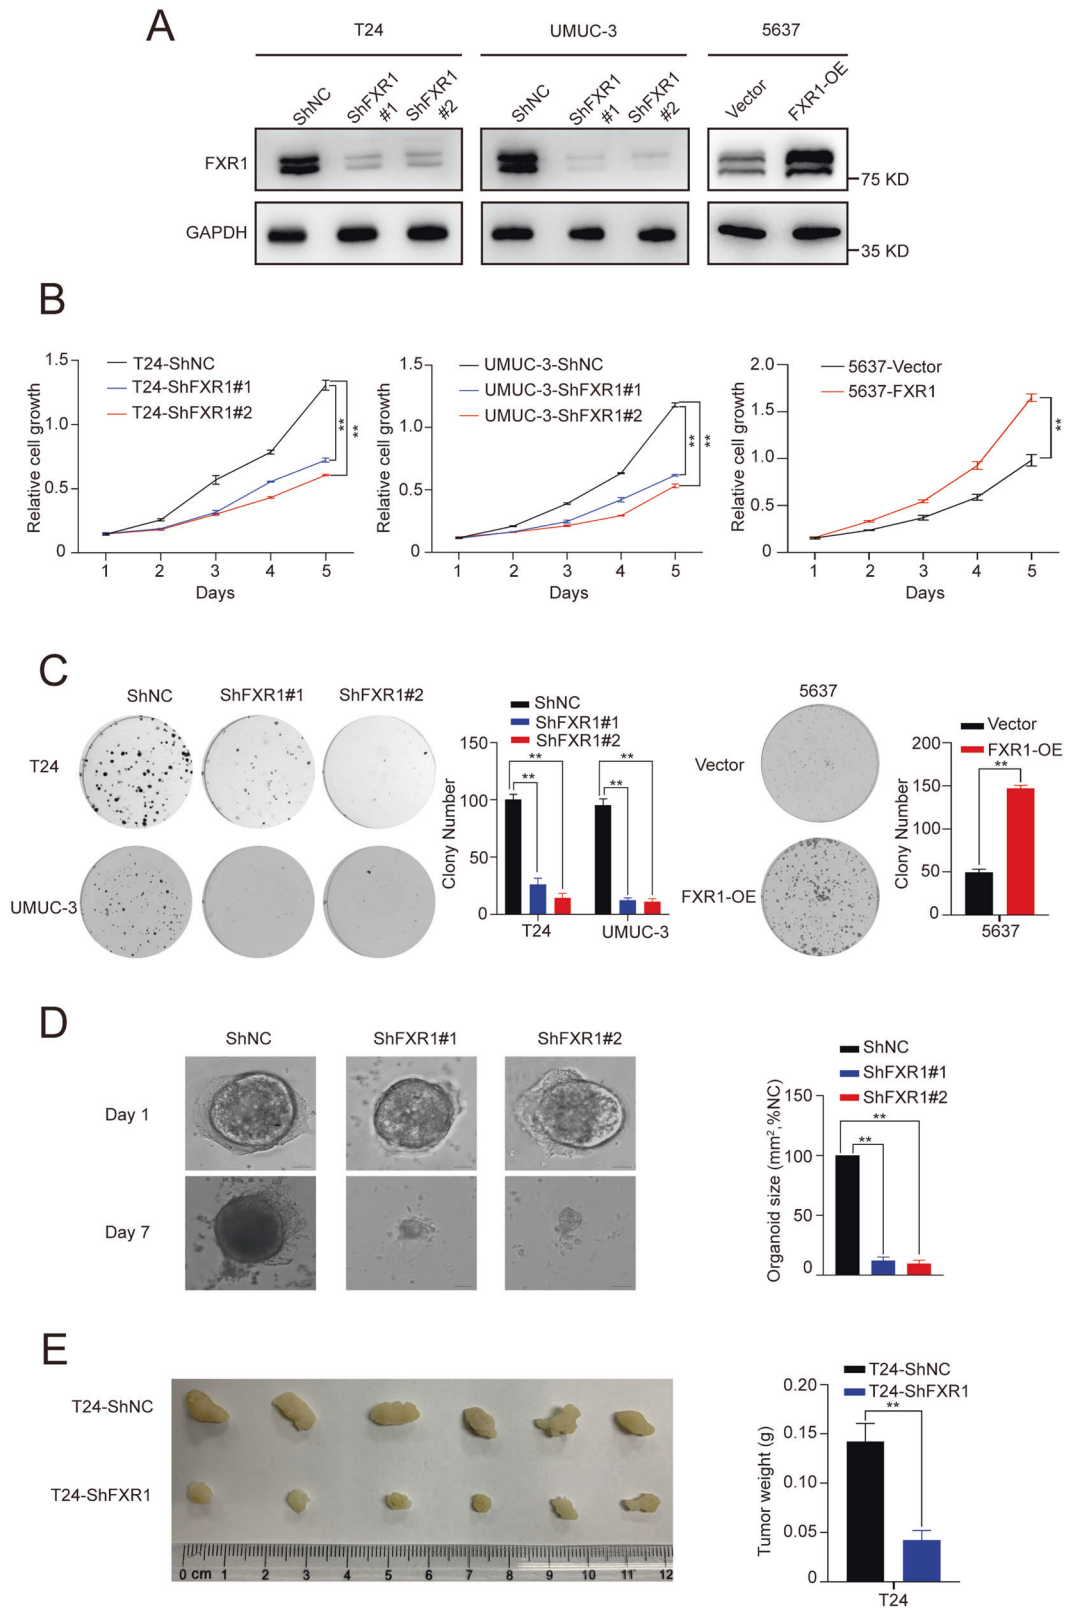 A
T24
UMUC-3
5637
ShNC
ShFXR1
#1
ShFXR1
#2
ShNC
ShFXR1
#1
ShFXR1
#2
Vector
FXR1-OE
FXR1
75 KD
GAPDH
35 KD
B
Relative cell growth
1.5
1.0
0.5
0
T24-ShNC
T24-ShFXR1#1
T24-ShFXR1#2
**
**
1 2 3 4 5
Days
Relative cell growth
1.5
1.0
0.5
0
UMUC-3-ShNC
UMUC-3-ShFXR1#1
UMUC-3-ShFXR1#2
**
**
1 2 3 4 5
Days
Relative cell growth
2.0
1.5
1.0
0.5
0
5637-Vector
5637-FXR1
**
1 2 3 4 5
Days
C
ShNC
ShFXR1#1
ShFXR1#2
T24
UMUC-3
ShNC
ShFXR1#1
ShFXR1#2
Clony Number
150
100
50
0
**
**
**
**
T24
UMUC-3
5637
Vector
FXR1-OE
Vector
FXR1-OE
Clony Number
200
150
100
50
0
**
5637
D
ShNC
ShFXR1#1
ShFXR1#2
Day 1
Day 7
ShNC
ShFXR1#1
ShFXR1#2
Organoid size (mm²,%NC)
150
100
50
0
**
**
E
T24-ShNC
T24-ShFXR1
0 cm 1 2 3 4 5 6 7 8 9 10 11 12
T24-ShNC
T24-ShFXR1
Tumor weight (g)
0.20
0.15
0.10
0.05
0
**
T24